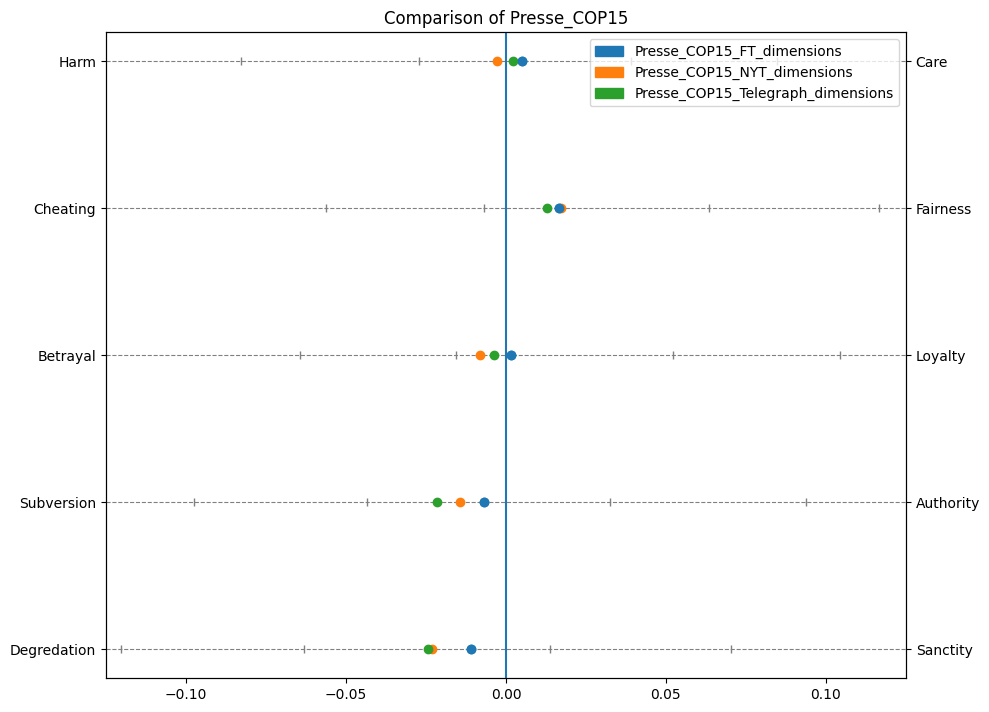 Comparison of Presse_COP15
Presse_COP15_FT_dimensions
Presse_COP15_NYT_dimensions
Presse_COP15_Telegraph_dimensions
Harm
Care
Cheating
Fairness
Betrayal
Loyalty
Subversion
Authority
Degredation
Sanctity
−0.10
−0.05
0.00
0.05
0.10